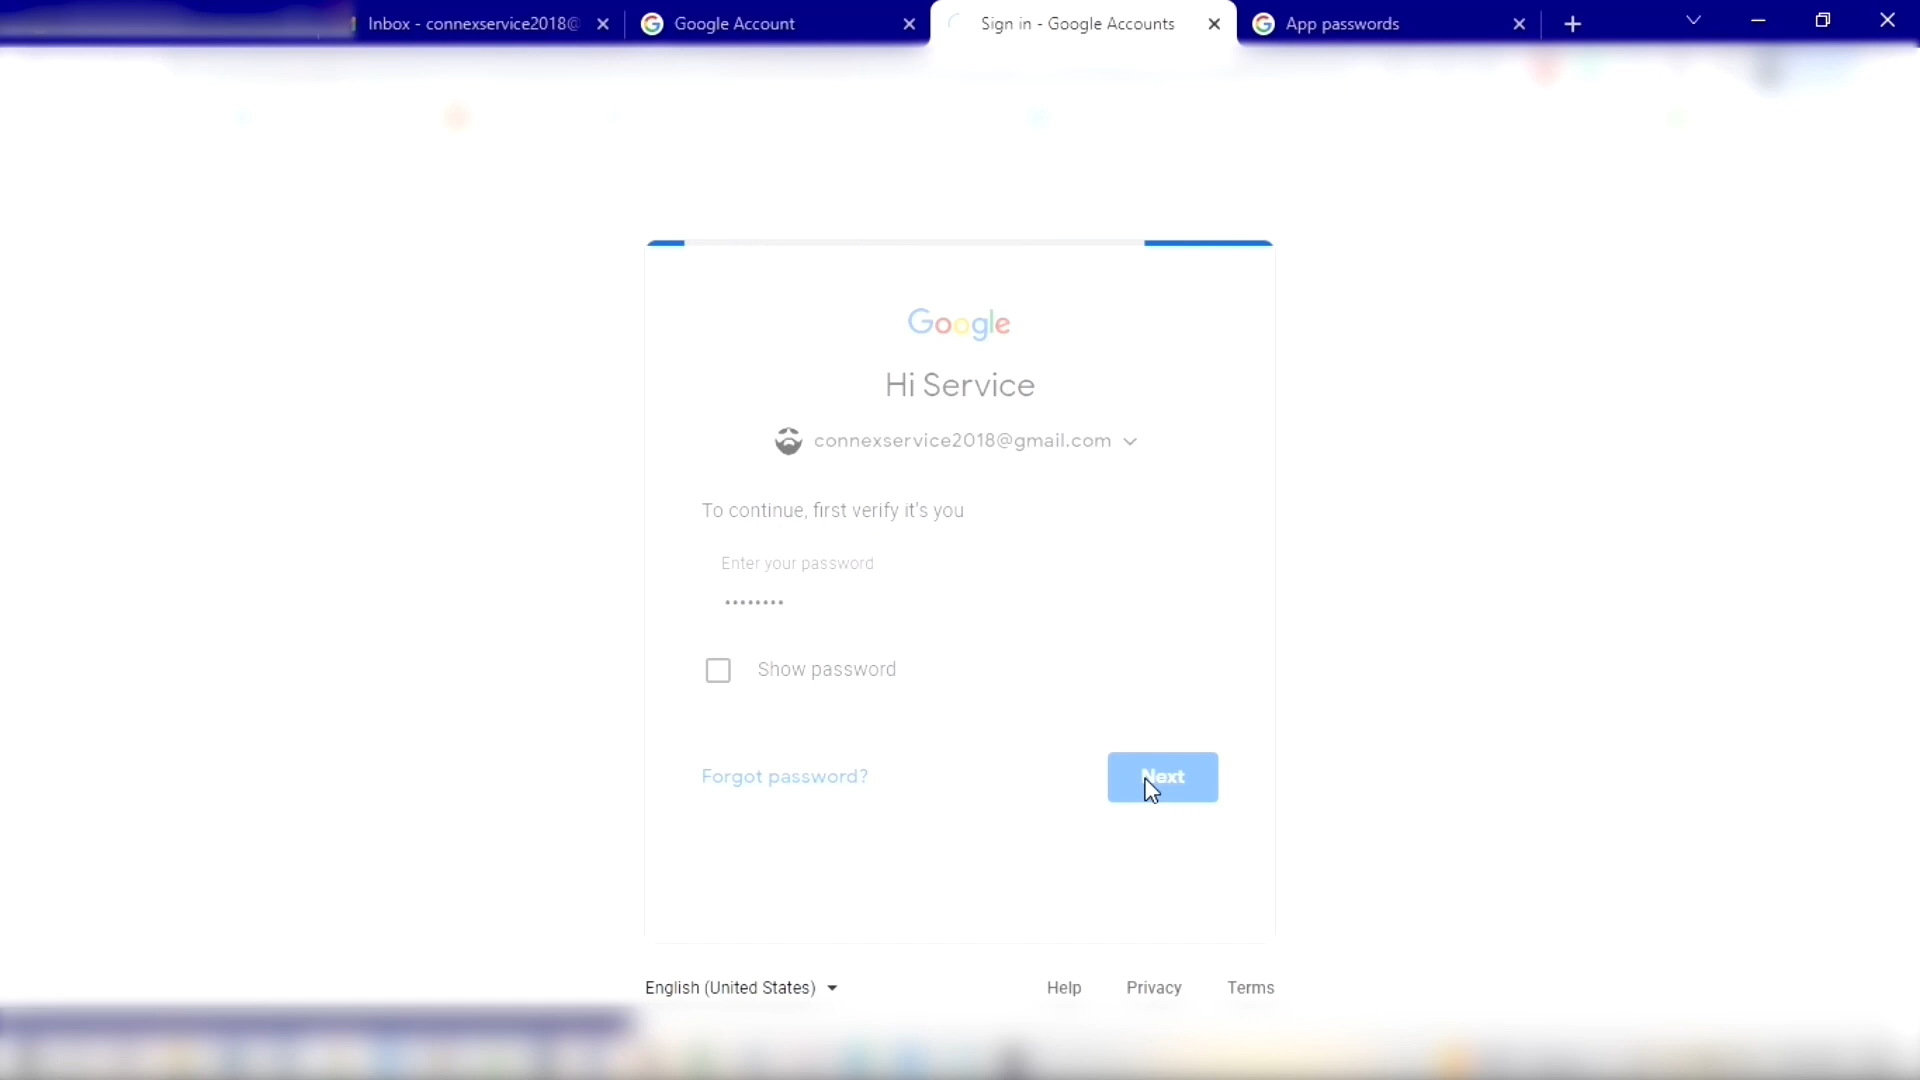 Inbox - connexservice2018@
Google Account
Sign in - Google Accounts
App passwords
Google
Hi Service
connexservice2018@gmail.com
To continue, first verify it's you
Enter your password
Show password
Forgot password?
Next
English (United States)
Help
Privacy
Terms